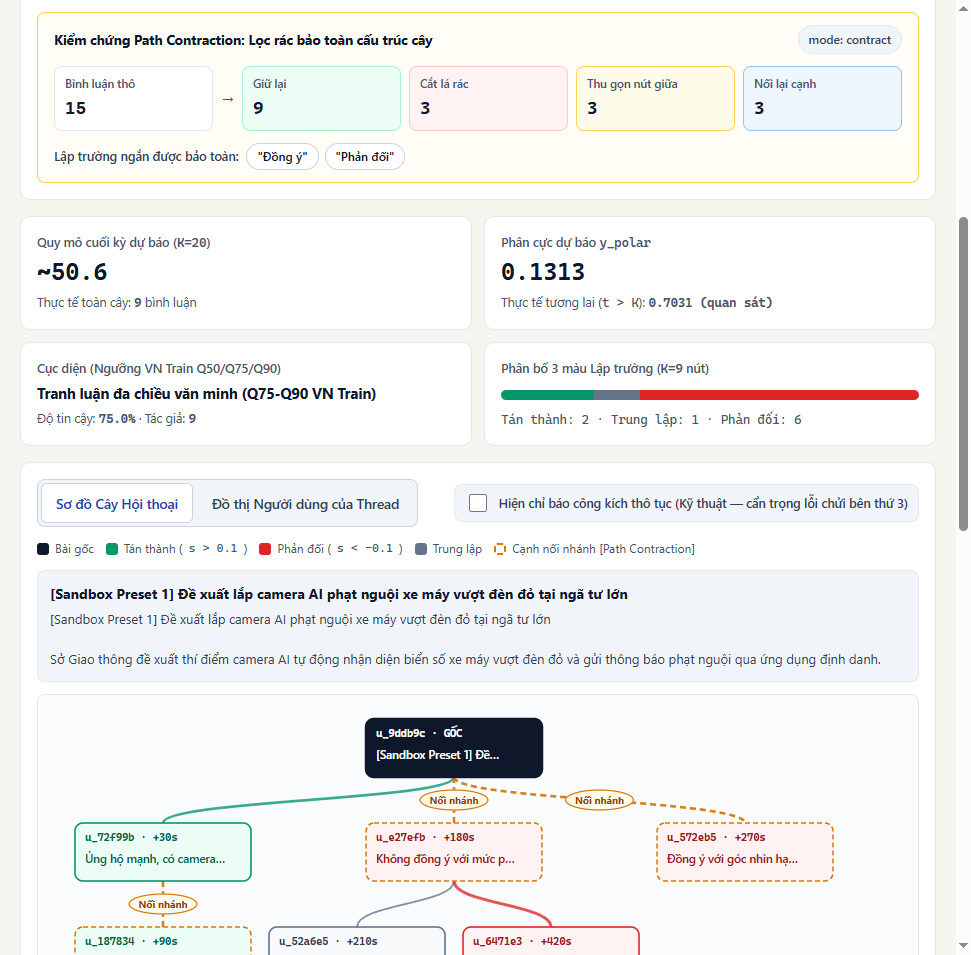 Kiểm chứng Path Contraction: Lọc rác bảo toàn cấu trúc cây
mode: contract
Bình luận thô
15
→
Giữ lại
9
Cắt lá rác
3
Thu gọn nút giữa
3
Nối lại cạnh
3
Lập trường ngắn được bảo toàn: "Đồng ý" "Phản đối"
Quy mô cuối kỳ dự báo (K=20)
~50.6
Thực tế toàn cây: 9 bình luận
Phân cực dự báo y_polar
0.1313
Thực tế tương lai (t > K): 0.7031 (quan sát)
Cục diện (Ngưỡng VN Train Q50/Q75/Q90)
Tranh luận đa chiều văn minh (Q75-Q90 VN Train)
Độ tin cậy: 75.0% · Tác giả: 9
Phân bố 3 màu Lập trường (K=9 nút)
Tán thành: 2 · Trung lập: 1 · Phản đối: 6
Sơ đồ Cây Hội thoại
Đồ thị Người dùng của Thread
Hiện chỉ báo công kích thô tục (Kỹ thuật — cẩn trọng lỗi chửi bên thứ 3)
Bài gốc Tán thành ( s > 0.1 ) Phản đối ( s < −0.1 ) Trung lập Cạnh nối nhánh [Path Contraction]
[Sandbox Preset 1] Đề xuất lắp camera AI phạt nguội xe máy vượt đèn đỏ tại ngã tư lớn
[Sandbox Preset 1] Đề xuất lắp camera AI phạt nguội xe máy vượt đèn đỏ tại ngã tư lớn
Sở Giao thông đề xuất thí điểm camera AI tự động nhận diện biển số xe máy vượt đèn đỏ và gửi thông báo phạt nguội qua ứng dụng định danh.
u_9ddb9c · GỐC
[Sandbox Preset 1] Đề...
Nối nhánh
Nối nhánh
u_72f99b · +30s
Ủng hộ mạnh, có camera...
u_e27efb · +180s
Không đồng ý với mức p...
u_572eb5 · +270s
Đồng ý với góc nhìn hạ...
Nối nhánh
u_187834 · +90s
u_52a6e5 · +210s
u_6471e3 · +420s